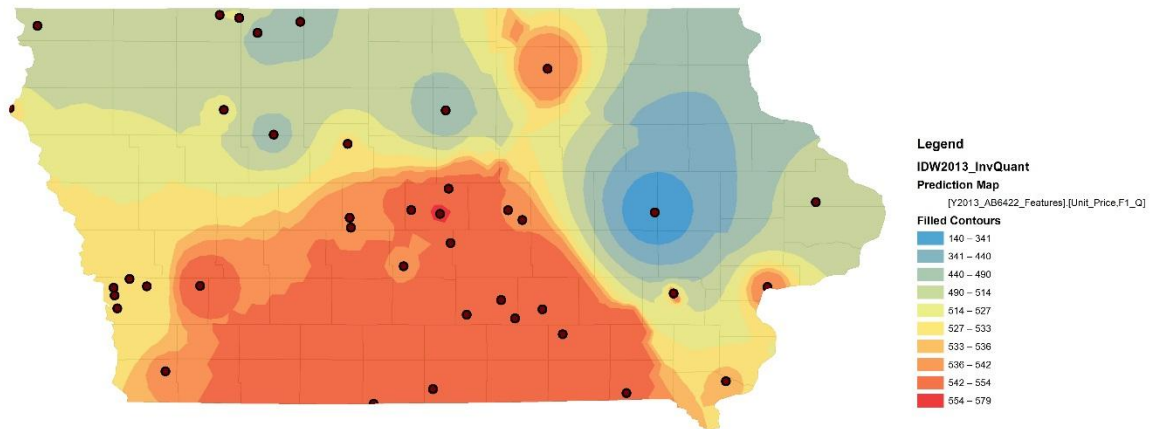 Legend
IDW2013_InvQuant
Prediction Map
[Y2013_AB6422_Features].[Unit_Price,F1_Q]
Filled Contours
140 – 341
341 – 440
440 – 490
490 – 514
514 – 527
527 – 533
533 – 536
536 – 542
542 – 554
554 – 579